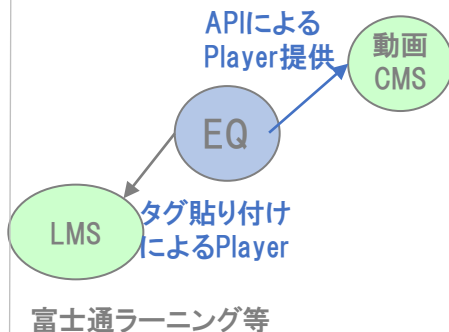 APIによる
Player提供
動画
CMS
EQ
タグ貼り付け
によるPlayer
LMS
富士通ラーニング等